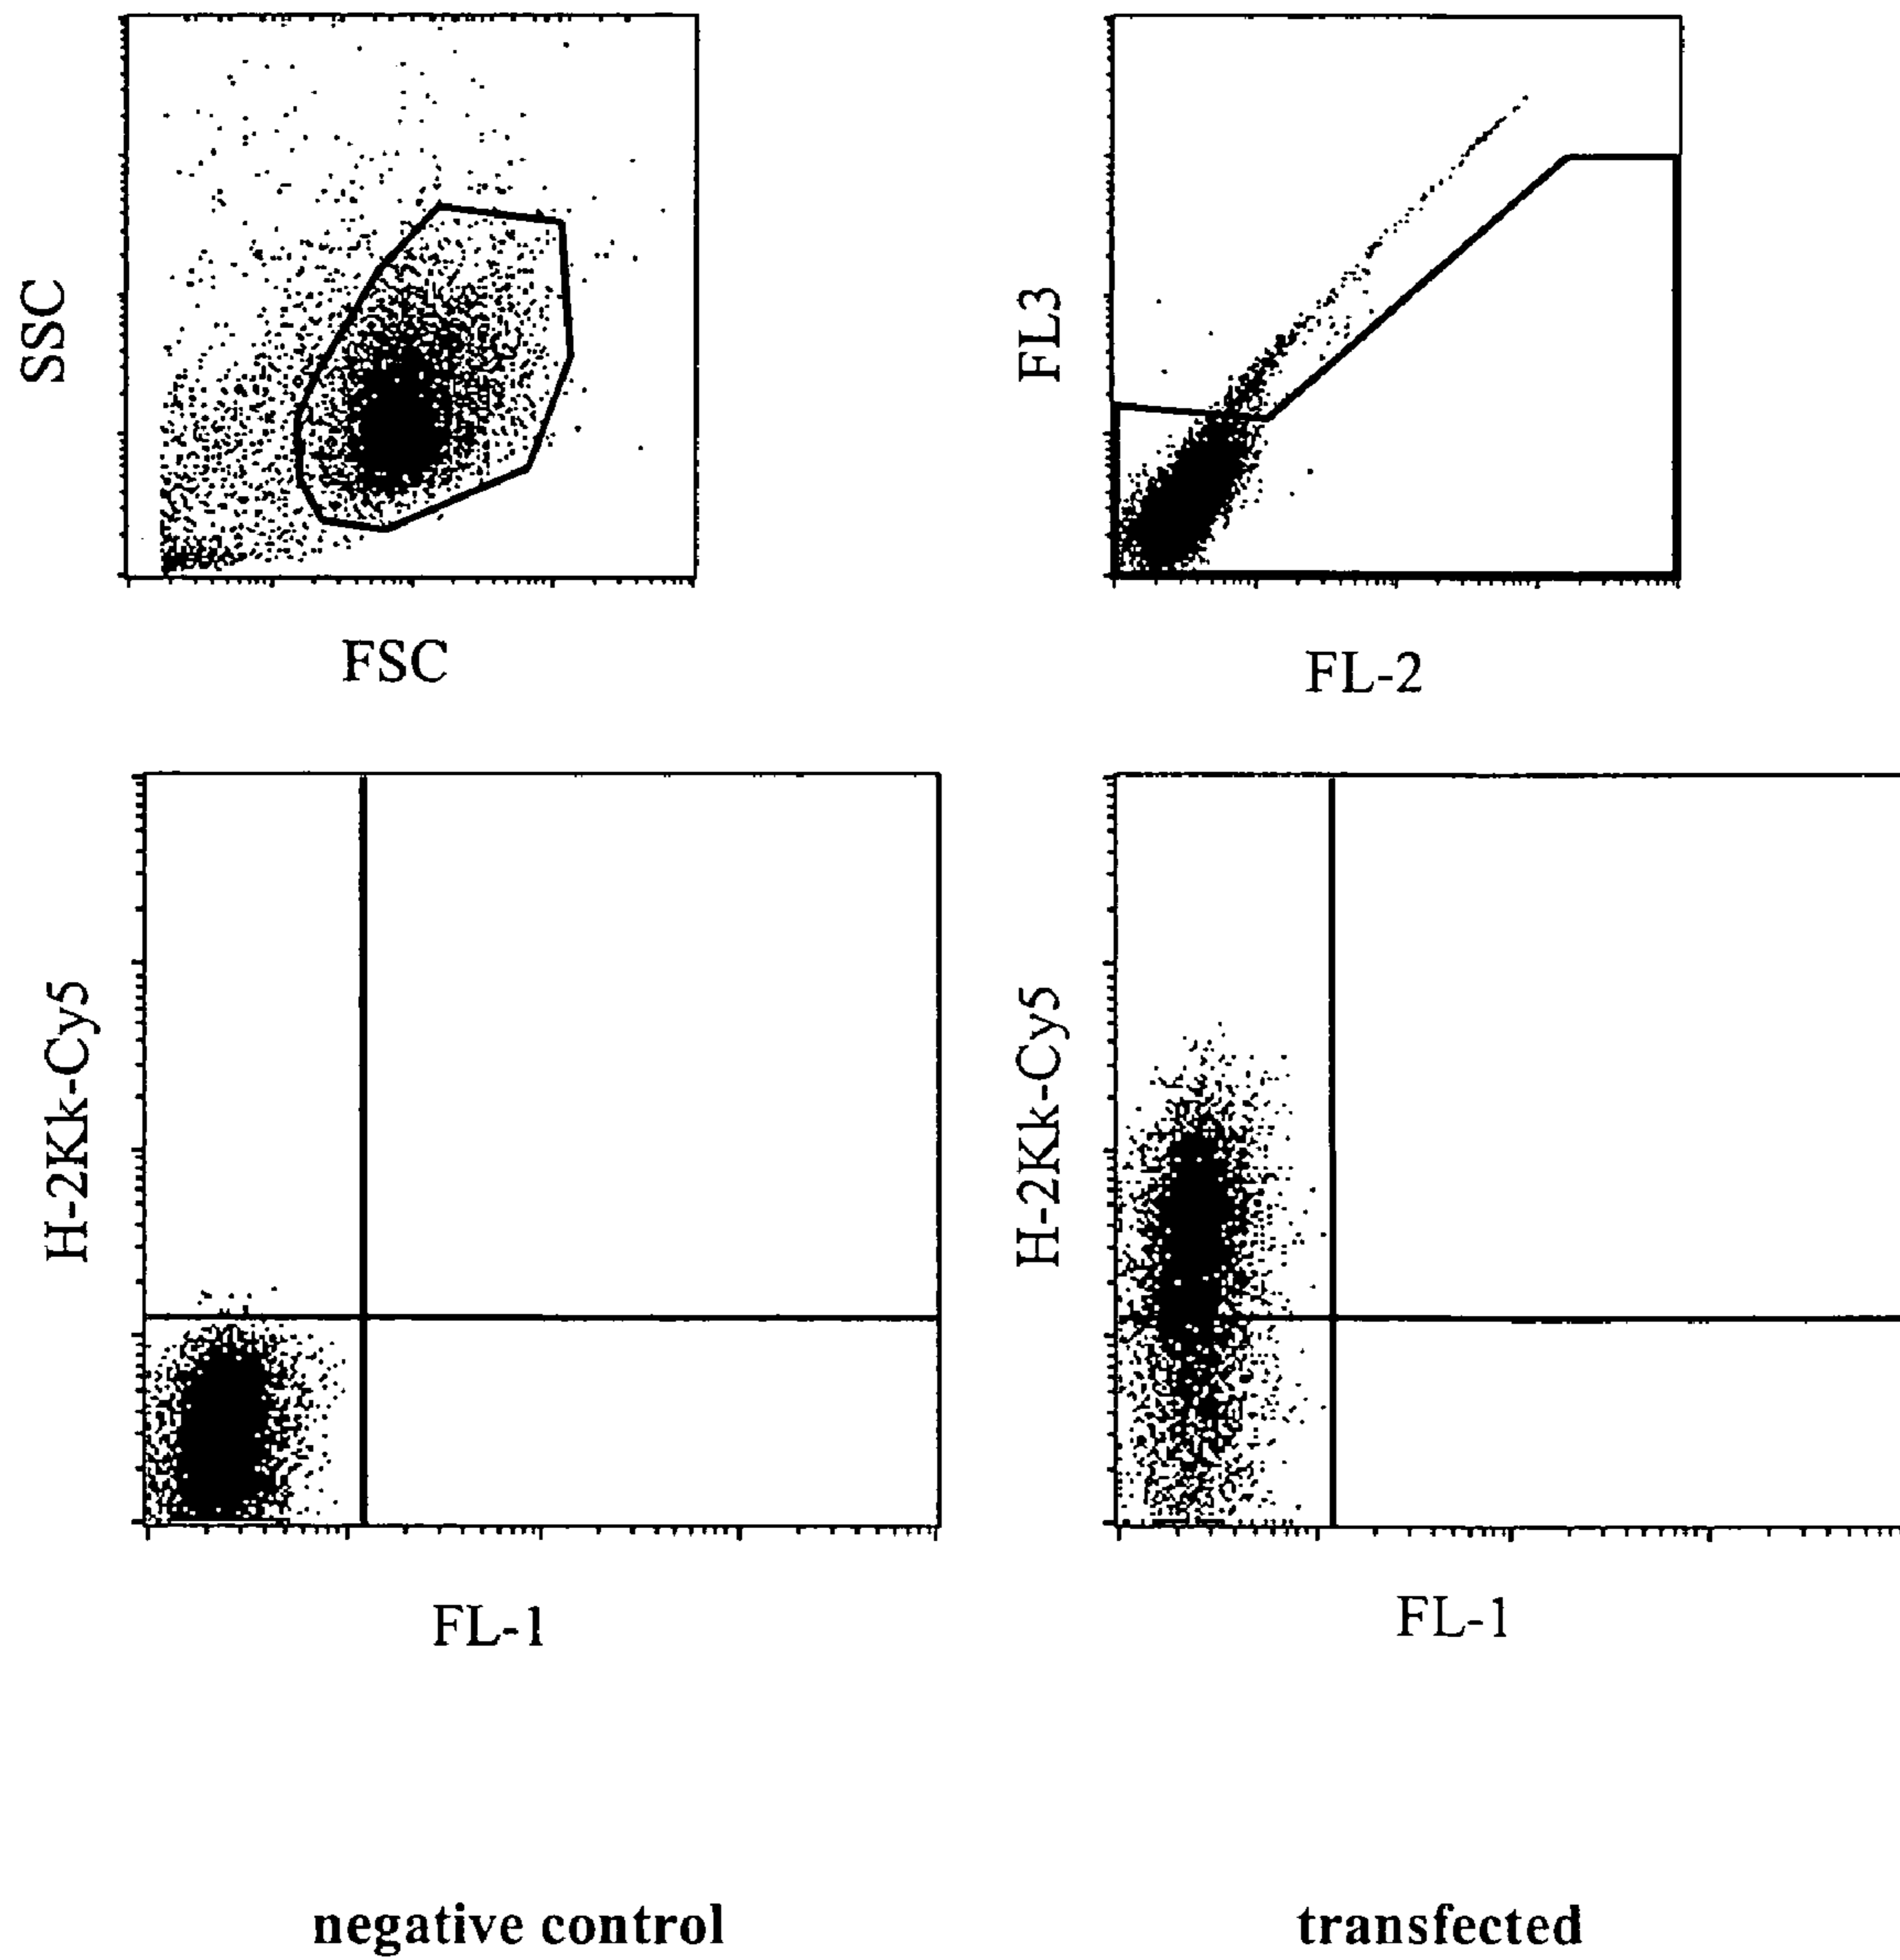 SSC
FSC
FL3
FL-2
H-2Kk-Cy5
FL-1
H-2Kk-Cy5
FL-1
negative control
transfected